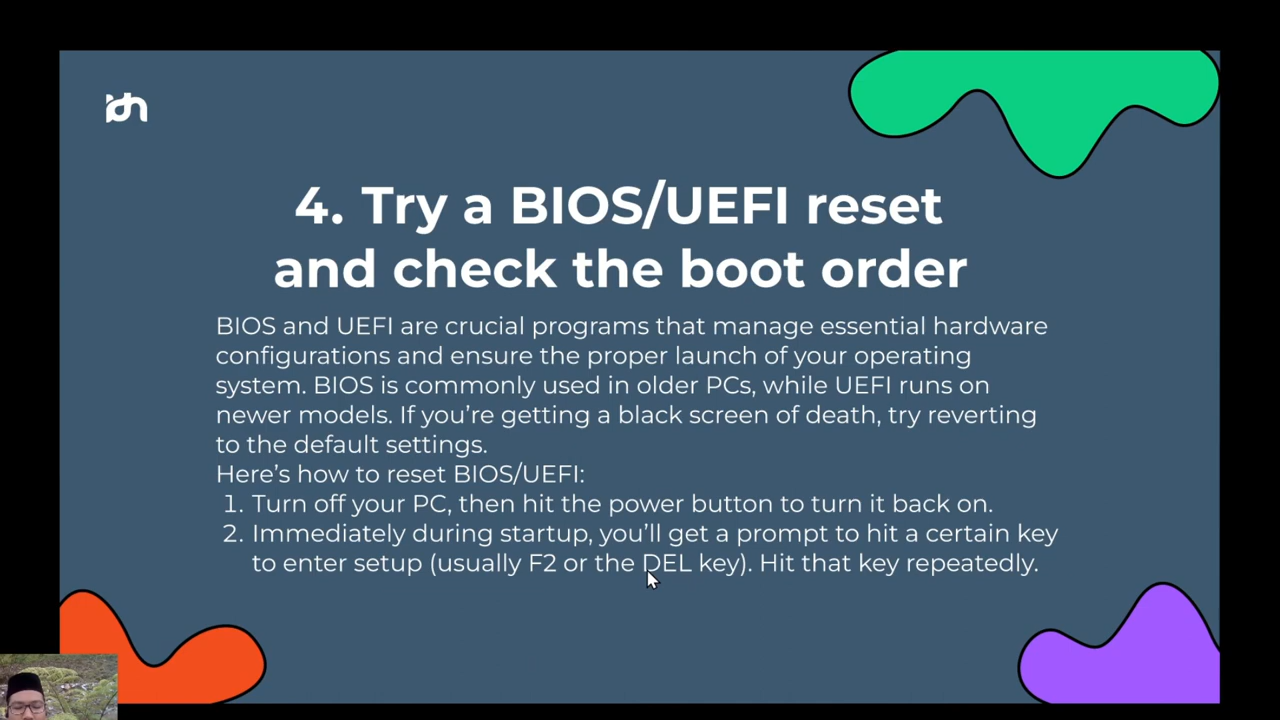 4. Try a BIOS/UEFI reset
and check the boot order
BIOS and UEFI are crucial programs that manage essential hardware
configurations and ensure the proper launch of your operating
system. BIOS is commonly used in older PCs, while UEFI runs on
newer models. If you’re getting a black screen of death, try reverting
to the default settings.
Here’s how to reset BIOS/UEFI:
1. Turn off your PC, then hit the power button to turn it back on.
2. Immediately during startup, you’ll get a prompt to hit a certain key
to enter setup (usually F2 or the DEL key). Hit that key repeatedly.